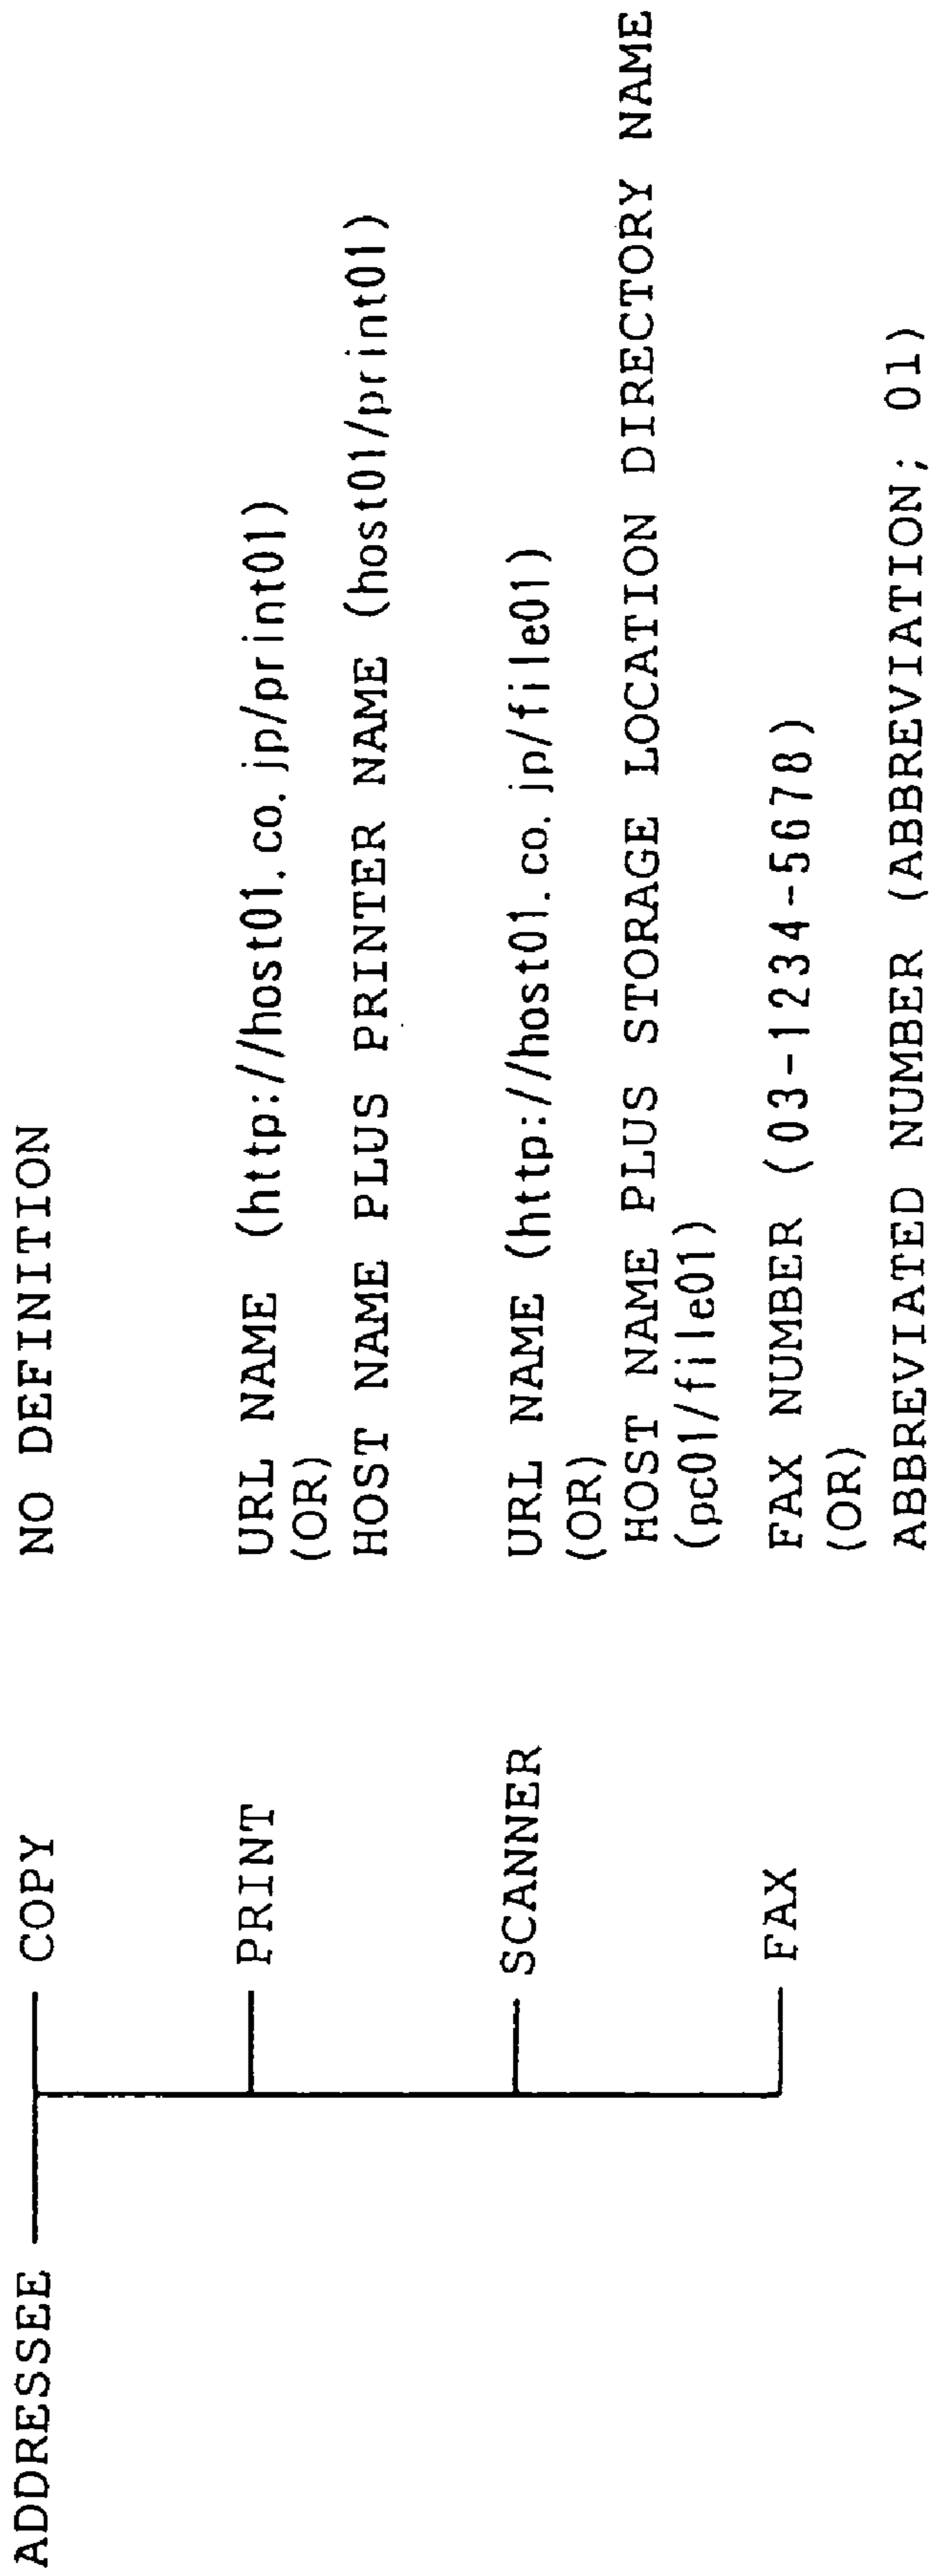 ADDRESSEE
COPY NO DEFINITION
PRINT URL NAME (http://host01.co.jp/print01)
(OR)
HOST NAME PLUS PRINTER NAME (host01/print01)
SCANNER URL NAME (http://host01.co.jp/file01)
(OR)
HOST NAME PLUS STORAGE LOCATION DIRECTORY NAME
(pc01/file01)
FAX FAX NUMBER (03-1234-5678)
(OR)
ABBREVIATED NUMBER (ABBREVIATION; 01)